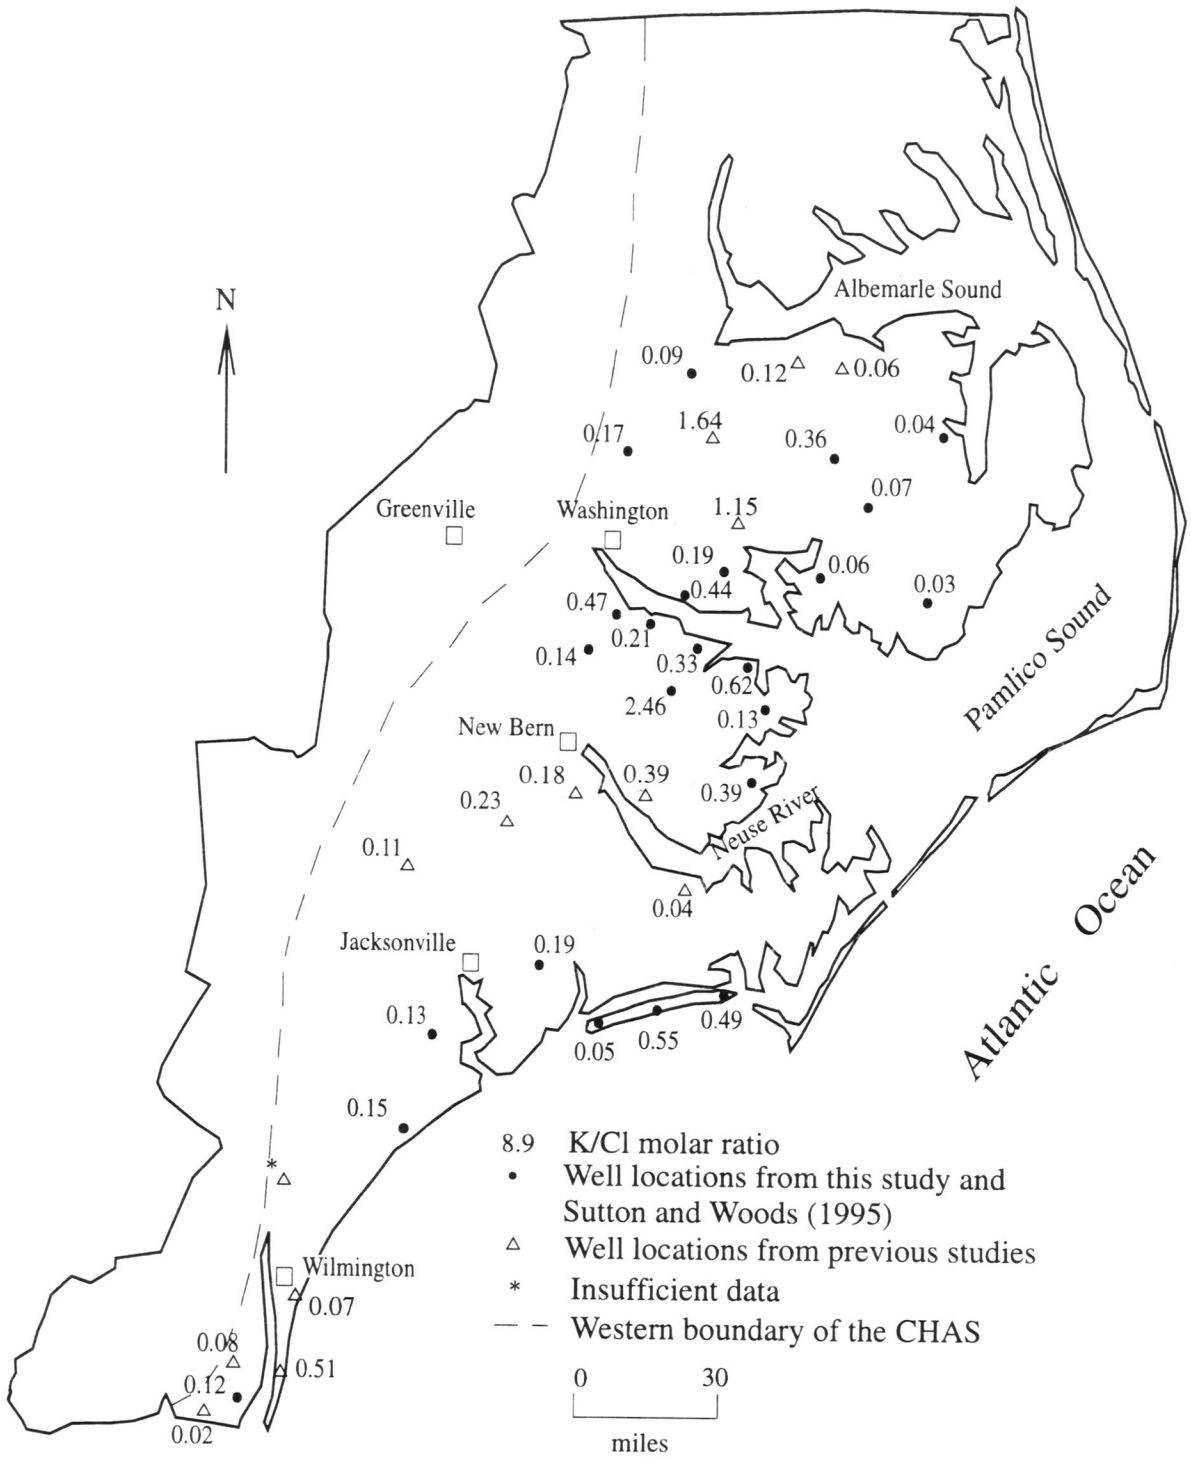 N
Albemarle Sound
0.09
0.12
0.06
1.64
0.17
0.36
0.04
0.07
Greenville
Washington
1.15
0.19
0.06
0.44
0.03
0.47
0.21
0.14
0.33
0.62
2.46
0.13
Pamlico Sound
New Bern
0.18
0.39
0.39
0.23
Neuse River
0.11
0.04
Atlantic Ocean
Jacksonville
0.19
0.13
0.49
0.55
0.05
0.15
*
8.9 K/Cl molar ratio
Well locations from this study and
Sutton and Woods (1995)
Well locations from previous studies
* Insufficient data
Western boundary of the CHAS
Wilmington
0.07
0.08
0.51
0.12
0.02
0 30
miles